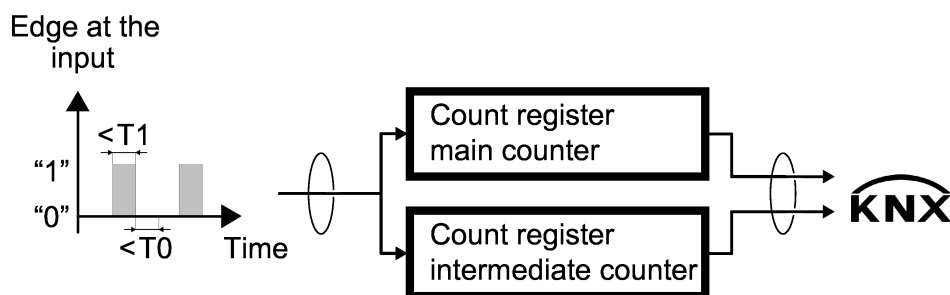 Edge at the
input
<T1
“1”
“0”
<T0
Time
Count register
main counter
Count register
intermediate counter
KNX